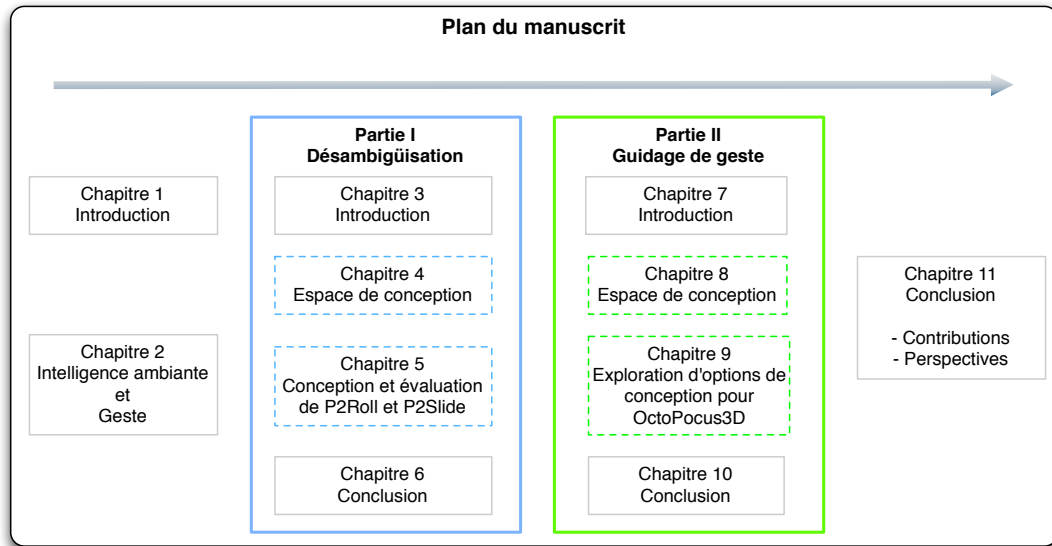 Plan du manuscrit
Chapitre 1
Introduction
Chapitre 2
Intelligence ambiante
et
Geste
Partie I
Désambigüisation
Chapitre 3
Introduction
Chapitre 4
Espace de conception
Chapitre 5
Conception et évaluation
de P2Roll et P2Slide
Chapitre 6
Conclusion
Partie II
Guidage de geste
Chapitre 7
Introduction
Chapitre 8
Espace de conception
Chapitre 9
Exploration d'options de
conception pour
OctoPocus3D
Chapitre 10
Conclusion
Chapitre 11
Conclusion
- Contributions
- Perspectives